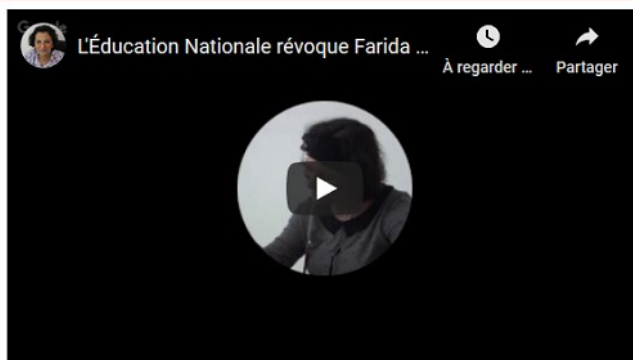 L'Éducation Nationale révoque Farida ...
À regarder ...
Partager